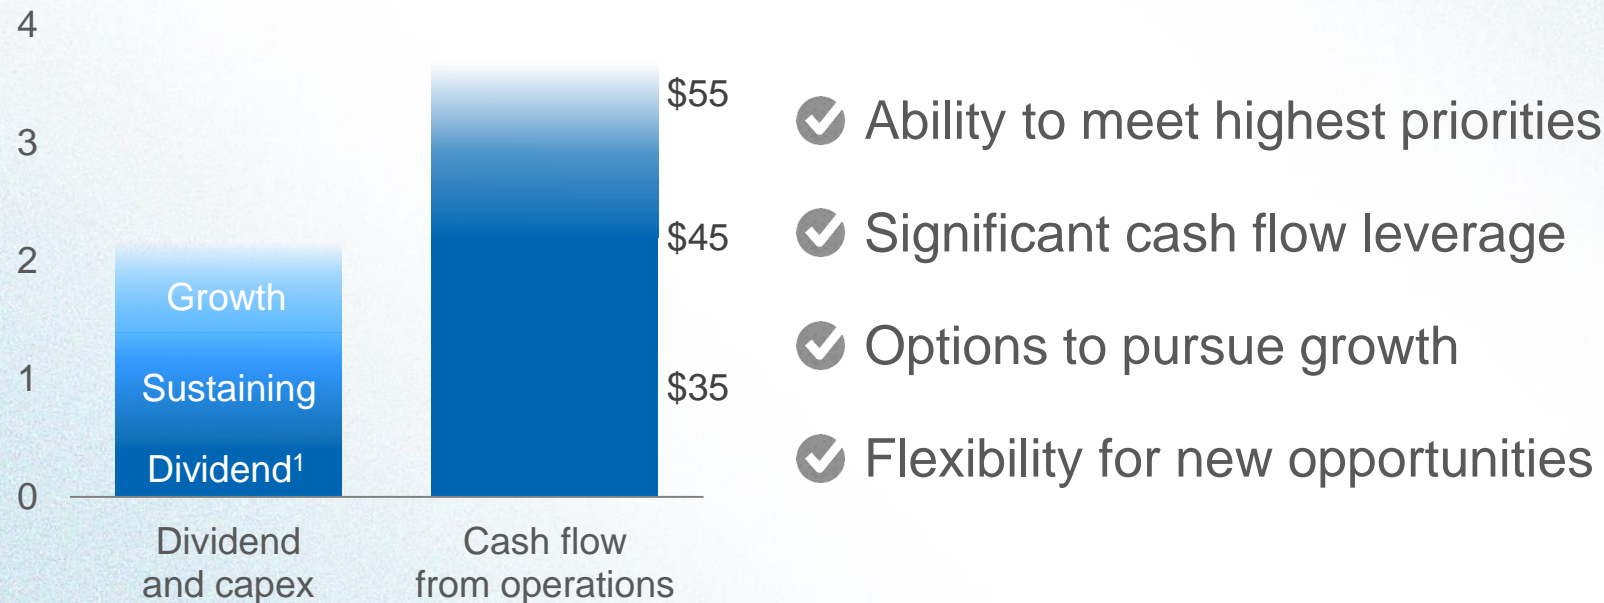 4
3
2
1
0
$55
$45
$35
Growth
Sustaining
Dividend¹
Dividend
and capex
Cash flow
from operations
Ability to meet highest priorities
Significant cash flow leverage
Options to pursue growth
Flexibility for new opportunities